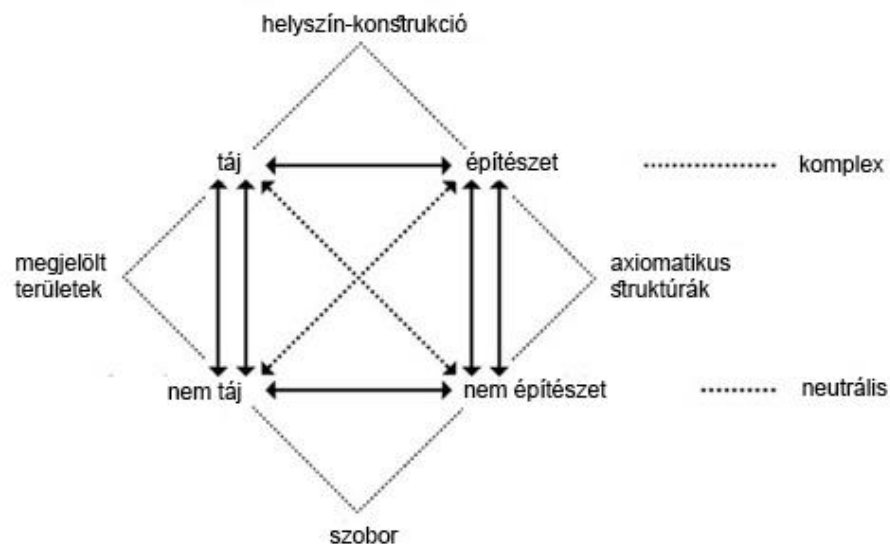 helyszín-konstrukció
táj
építészet
komplex
megjelölt
területek
axiomatikus
struktúrák
nem táj
nem építészet
neutrális
szobor